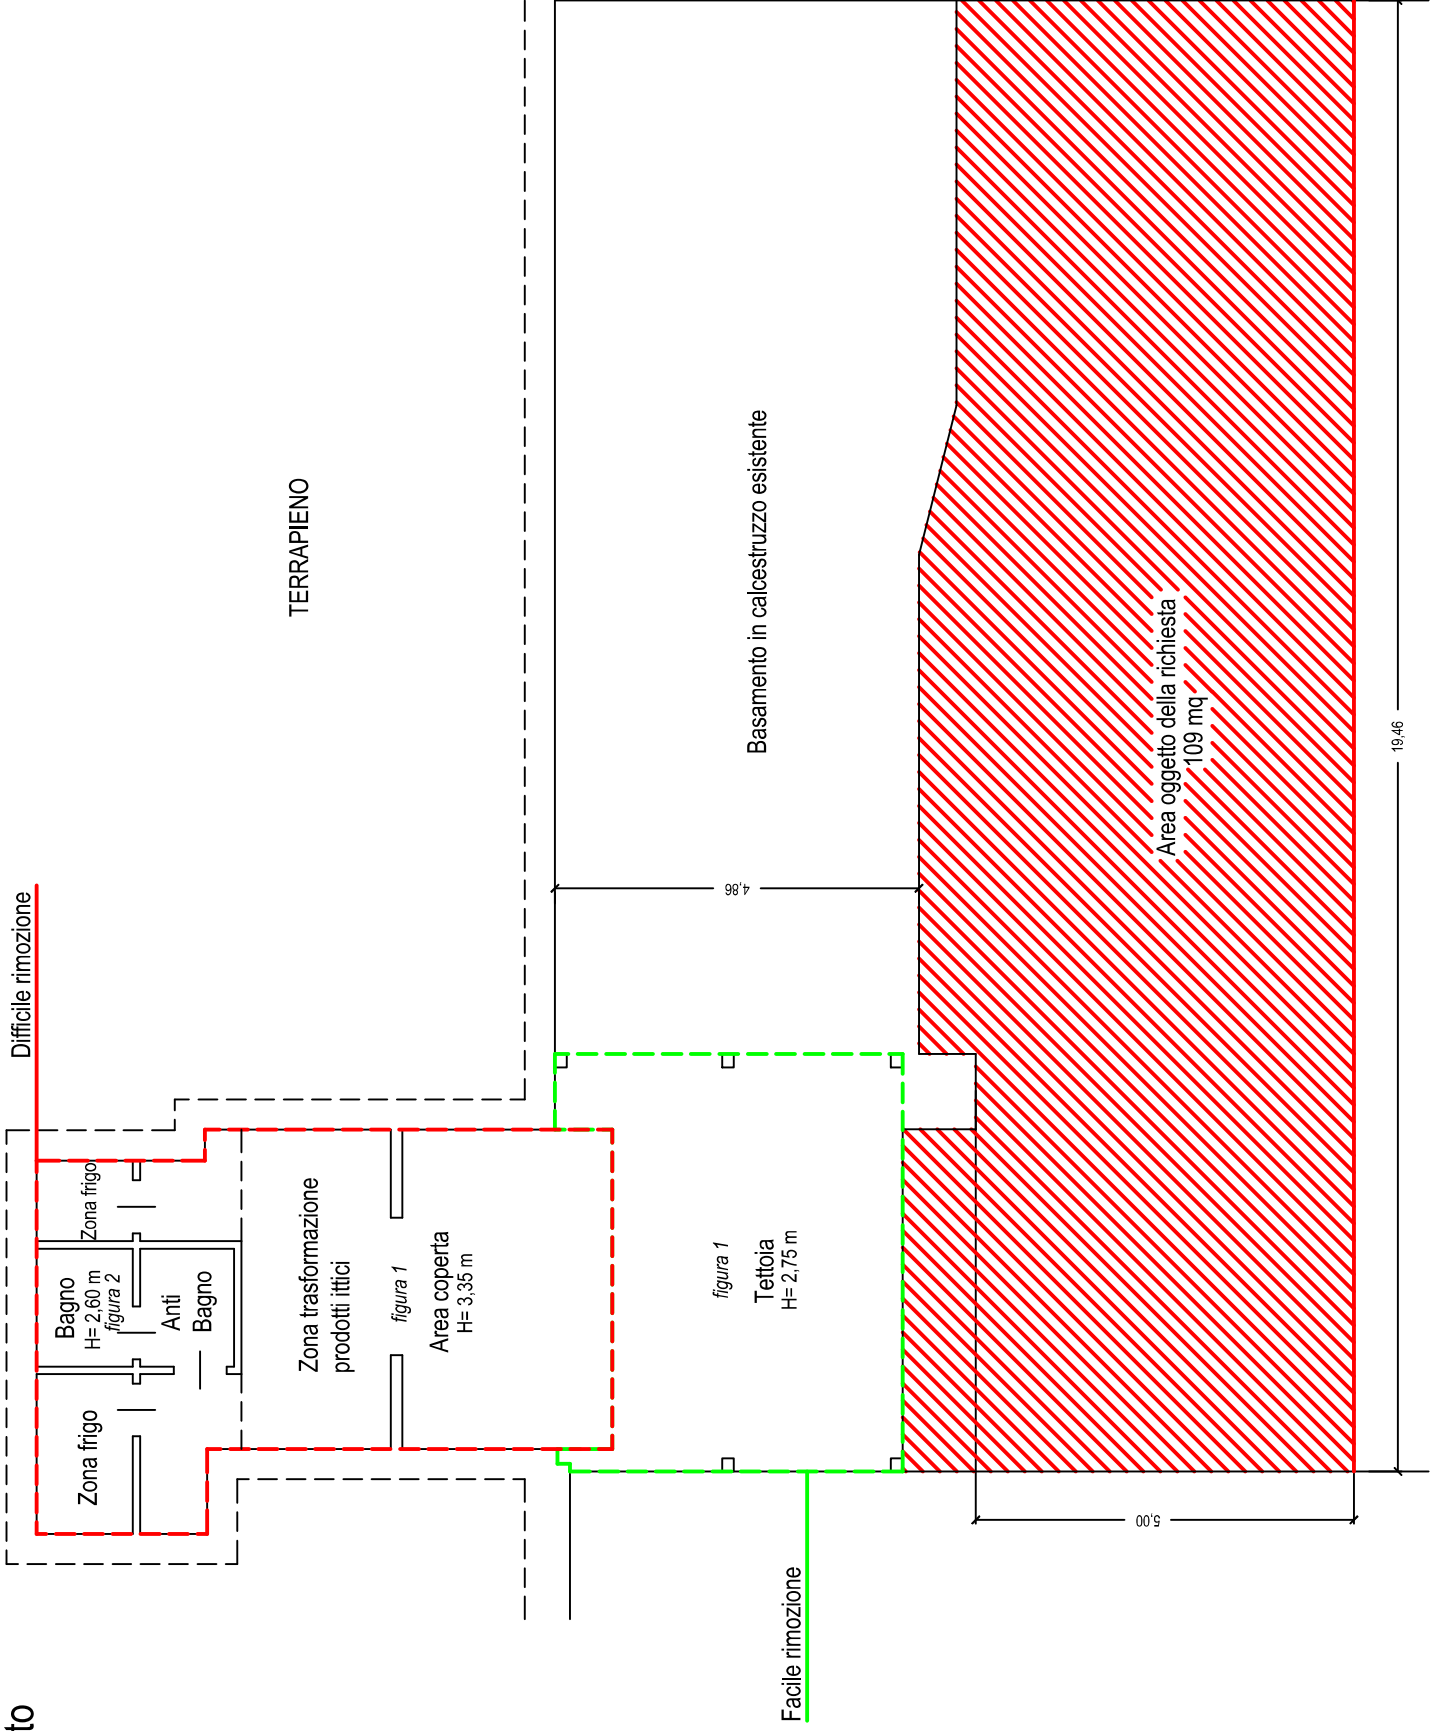 to
Difficile rimozione
TERRAPIENO
Zona frigo
Bagno
H= 2,60 m
figura 2
Anti
Bagno
Zona frigo
Zona trasformazione
prodotti ittici
figura 1
Area coperta
H= 3,35 m
Basamento in calcestruzzo esistente
4,86
figura 1
Tettoia
H= 2,75 m
Facile rimozione
Area oggetto della richiesta
109 mq
19,46
5,00